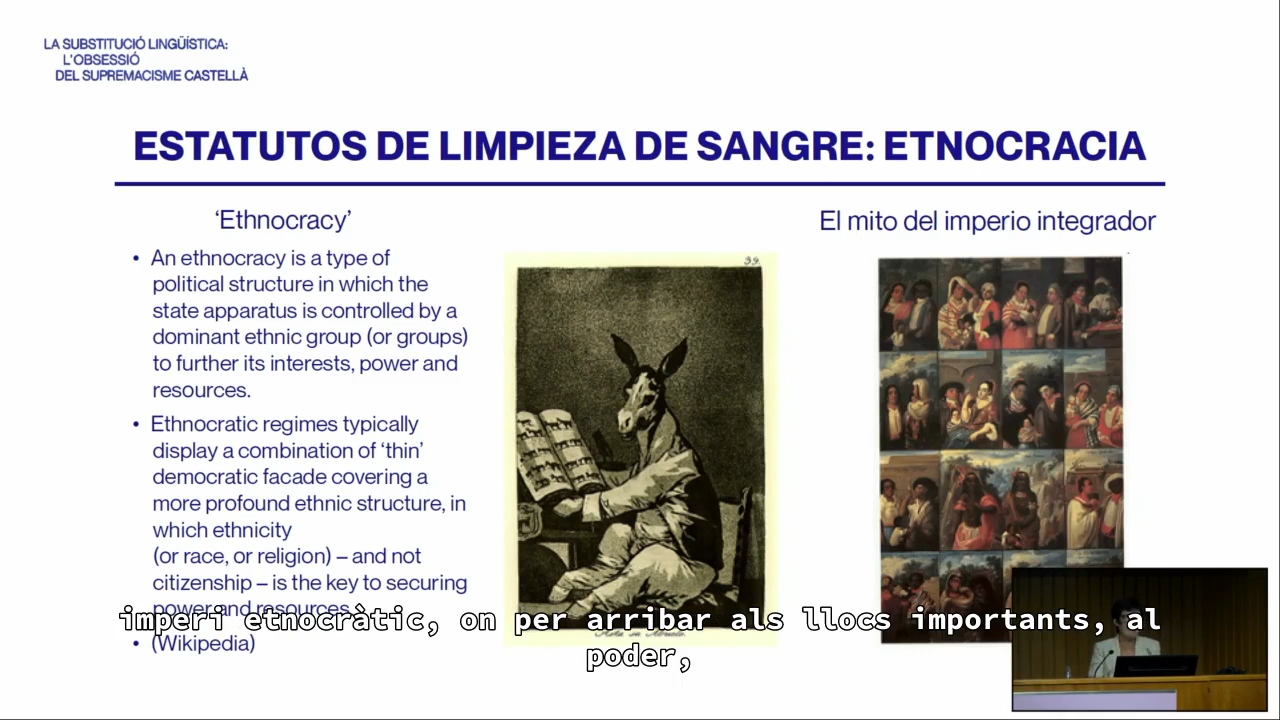 LA SUBSTITUCIÓ LINGÜÍSTICA:
L'OBSESSIÓ
DEL SUPREMACISME CASTELLÀ
ESTATUTOS DE LIMPIEZA DE SANGRE: ETNOCRACIA
'Ethnocracy'
• An ethnocracy is a type of
political structure in which the
state apparatus is controlled by a
dominant ethnic group (or groups)
to further its interests, power and
resources.
• Ethnocratic regimes typically
display a combination of 'thin'
democratic facade covering a
more profound ethnic structure, in
which ethnicity
(or race, or religion) – and not
citizenship – is the key to securing
power and resources.
• (Wikipedia)
39.
El mito del imperio integrador
imperi etnocràtic, on per arribar als llocs importants, al
poder,